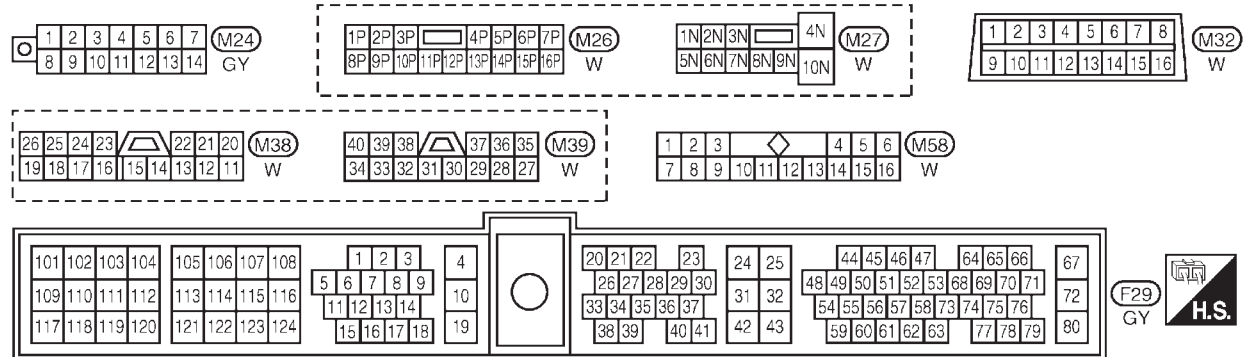 1 2 3 4 5 6 7 M24
8 9 10 11 12 13 14 GY
1P 2P 3P 4P 5P 6P 7P M26
8P 9P 10P 11P 12P 13P 14P 15P 16P W
1N 2N 3N 4N M27
5N 6N 7N 8N 9N 10N W
1 2 3 4 5 6 7 8 M32
9 10 11 12 13 14 15 16 W
26 25 24 23 22 21 20 M38
19 18 17 16 15 14 13 12 11 W
40 39 38 37 36 35 M39
34 33 32 31 30 29 28 27 W
1 2 3 4 5 6 M58
7 8 9 10 11 12 13 14 15 16 W
101 102 103 104 105 106 107 108 1 2 3 4 20 21 22 23 24 25 44 45 46 47 64 65 66 67
5 6 7 8 9 26 27 28 29 30 48 49 50 51 52 53 68 69 70 71
109 110 111 112 113 114 115 116 11 12 13 14 10 33 34 35 36 37 31 32 54 55 56 57 58 73 74 75 76 72 F29
117 118 119 120 121 122 123 124 15 16 17 18 19 38 39 40 41 42 43 59 60 61 62 63 77 78 79 80 GY
H.S.